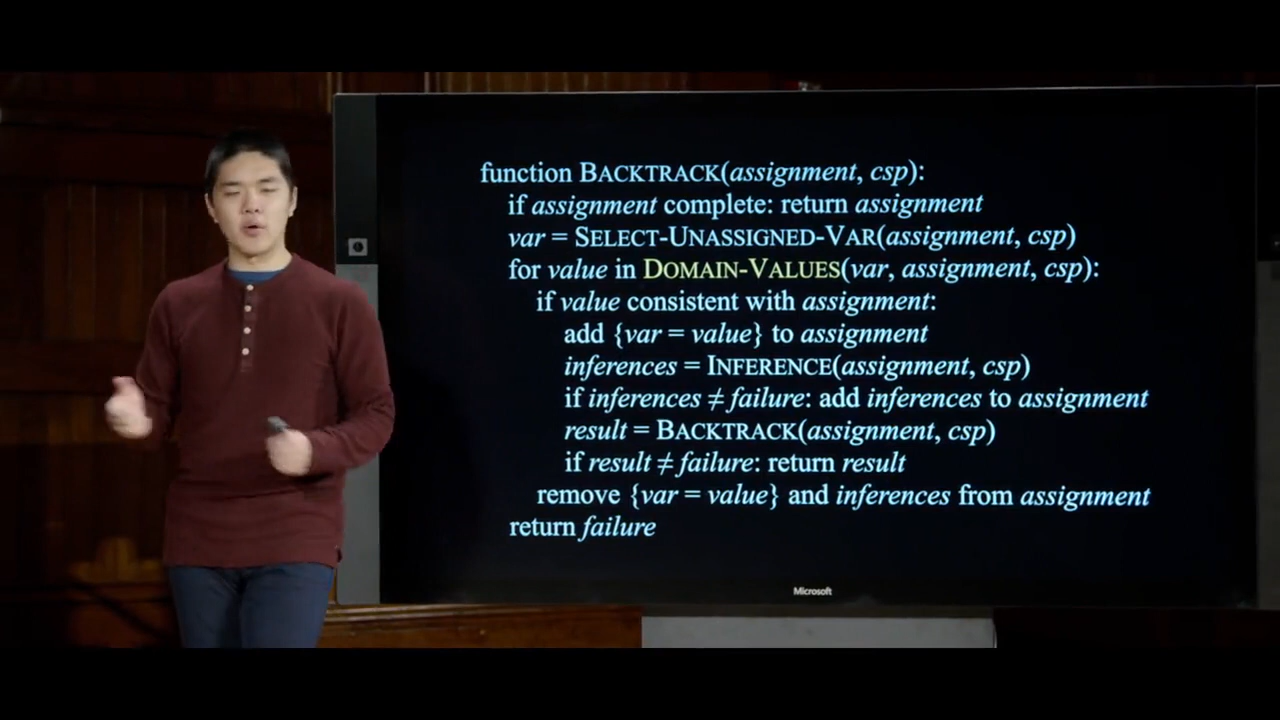 function BACKTRACK(assignment, csp):
if assignment complete: return assignment
var = SELECT-UNASSIGNED-VAR(assignment, csp)
for value in DOMAIN-VALUES(var, assignment, csp):
if value consistent with assignment:
add {var = value} to assignment
inferences = INFERENCE(assignment, csp)
if inferences ≠ failure: add inferences to assignment
result = BACKTRACK(assignment, csp)
if result ≠ failure: return result
remove {var = value} and inferences from assignment
return failure
Microsoft